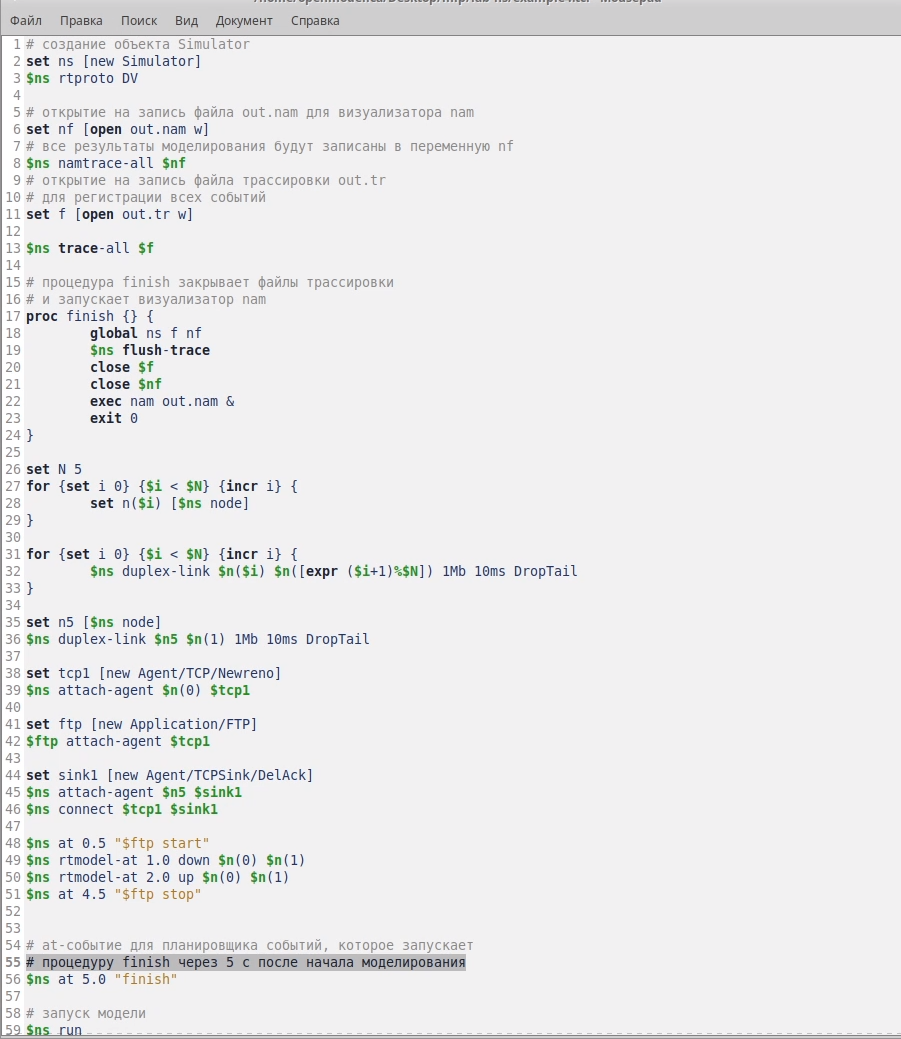 Файл Правка Поиск Вид Документ Справка
1 # создание объекта Simulator
2 set ns [new Simulator]
3 $ns rtproto DV
4
5 # открытие на запись файла out.nam для визуализатора nam
6 set nf [open out.nam w]
7 # все результаты моделирования будут записаны в переменную nf
8 $ns namtrace-all $nf
9 # открытие на запись файла трассировки out.tr
10 # для регистрации всех событий
11 set f [open out.tr w]
12
13 $ns trace-all $f
14
15 # процедура finish закрывает файлы трассировки
16 # и запускает визуализатор nam
17 proc finish {} {
18         global ns f nf
19         $ns flush-trace
20         close $f
21         close $nf
22         exec nam out.nam &
23         exit 0
24 }
25
26 set N 5
27 for {set i 0} {$i < $N} {incr i} {
28         set n($i) [$ns node]
29 }
30
31 for {set i 0} {$i < $N} {incr i} {
32         $ns duplex-link $n($i) $n([expr ($i+1)%$N]) 1Mb 10ms DropTail
33 }
34
35 set n5 [$ns node]
36 $ns duplex-link $n5 $n(1) 1Mb 10ms DropTail
37
38 set tcp1 [new Agent/TCP/Newreno]
39 $ns attach-agent $n(0) $tcp1
40
41 set ftp [new Application/FTP]
42 $ftp attach-agent $tcp1
43
44 set sink1 [new Agent/TCPSink/DelAck]
45 $ns attach-agent $n5 $sink1
46 $ns connect $tcp1 $sink1
47
48 $ns at 0.5 "$ftp start"
49 $ns rtmodel-at 1.0 down $n(0) $n(1)
50 $ns rtmodel-at 2.0 up $n(0) $n(1)
51 $ns at 4.5 "$ftp stop"
52
53
54 # at-событие для планировщика событий, которое запускает
55 # процедуру finish через 5 с после начала моделирования
56 $ns at 5.0 "finish"
57
58 # запуск модели
59 $ns run